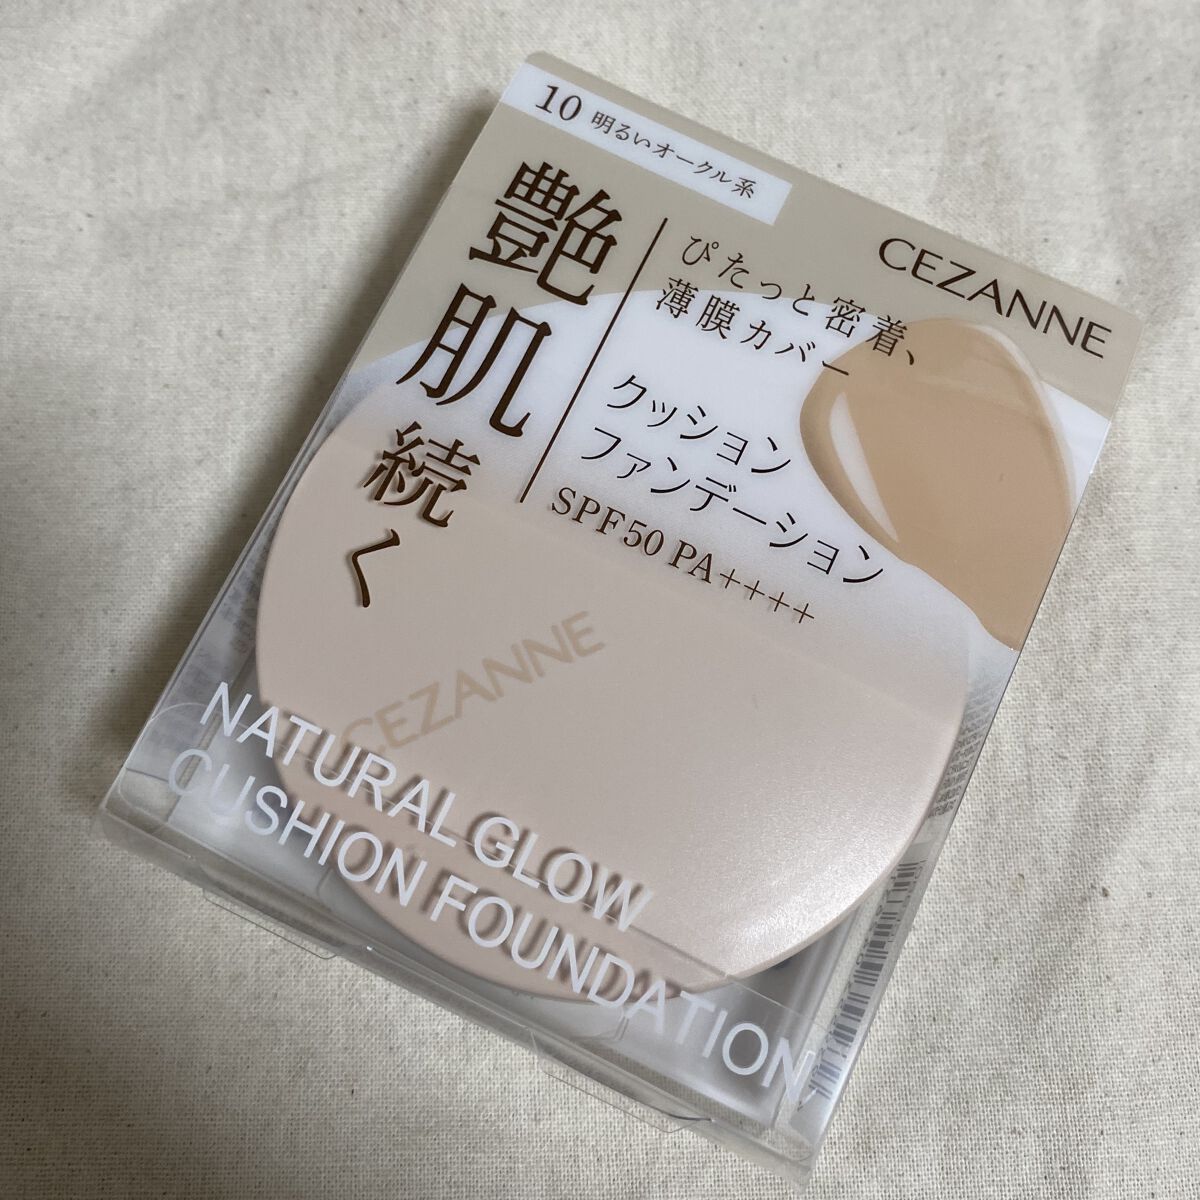 10 明るいオークル系
CEZANNE
艶肌続く
ぴたっと密着、
薄膜カバー
クッション
ファンデーション
SPF50 PA++++
CEZANNE
NATURAL GLOW
CUSHION FOUNDATION